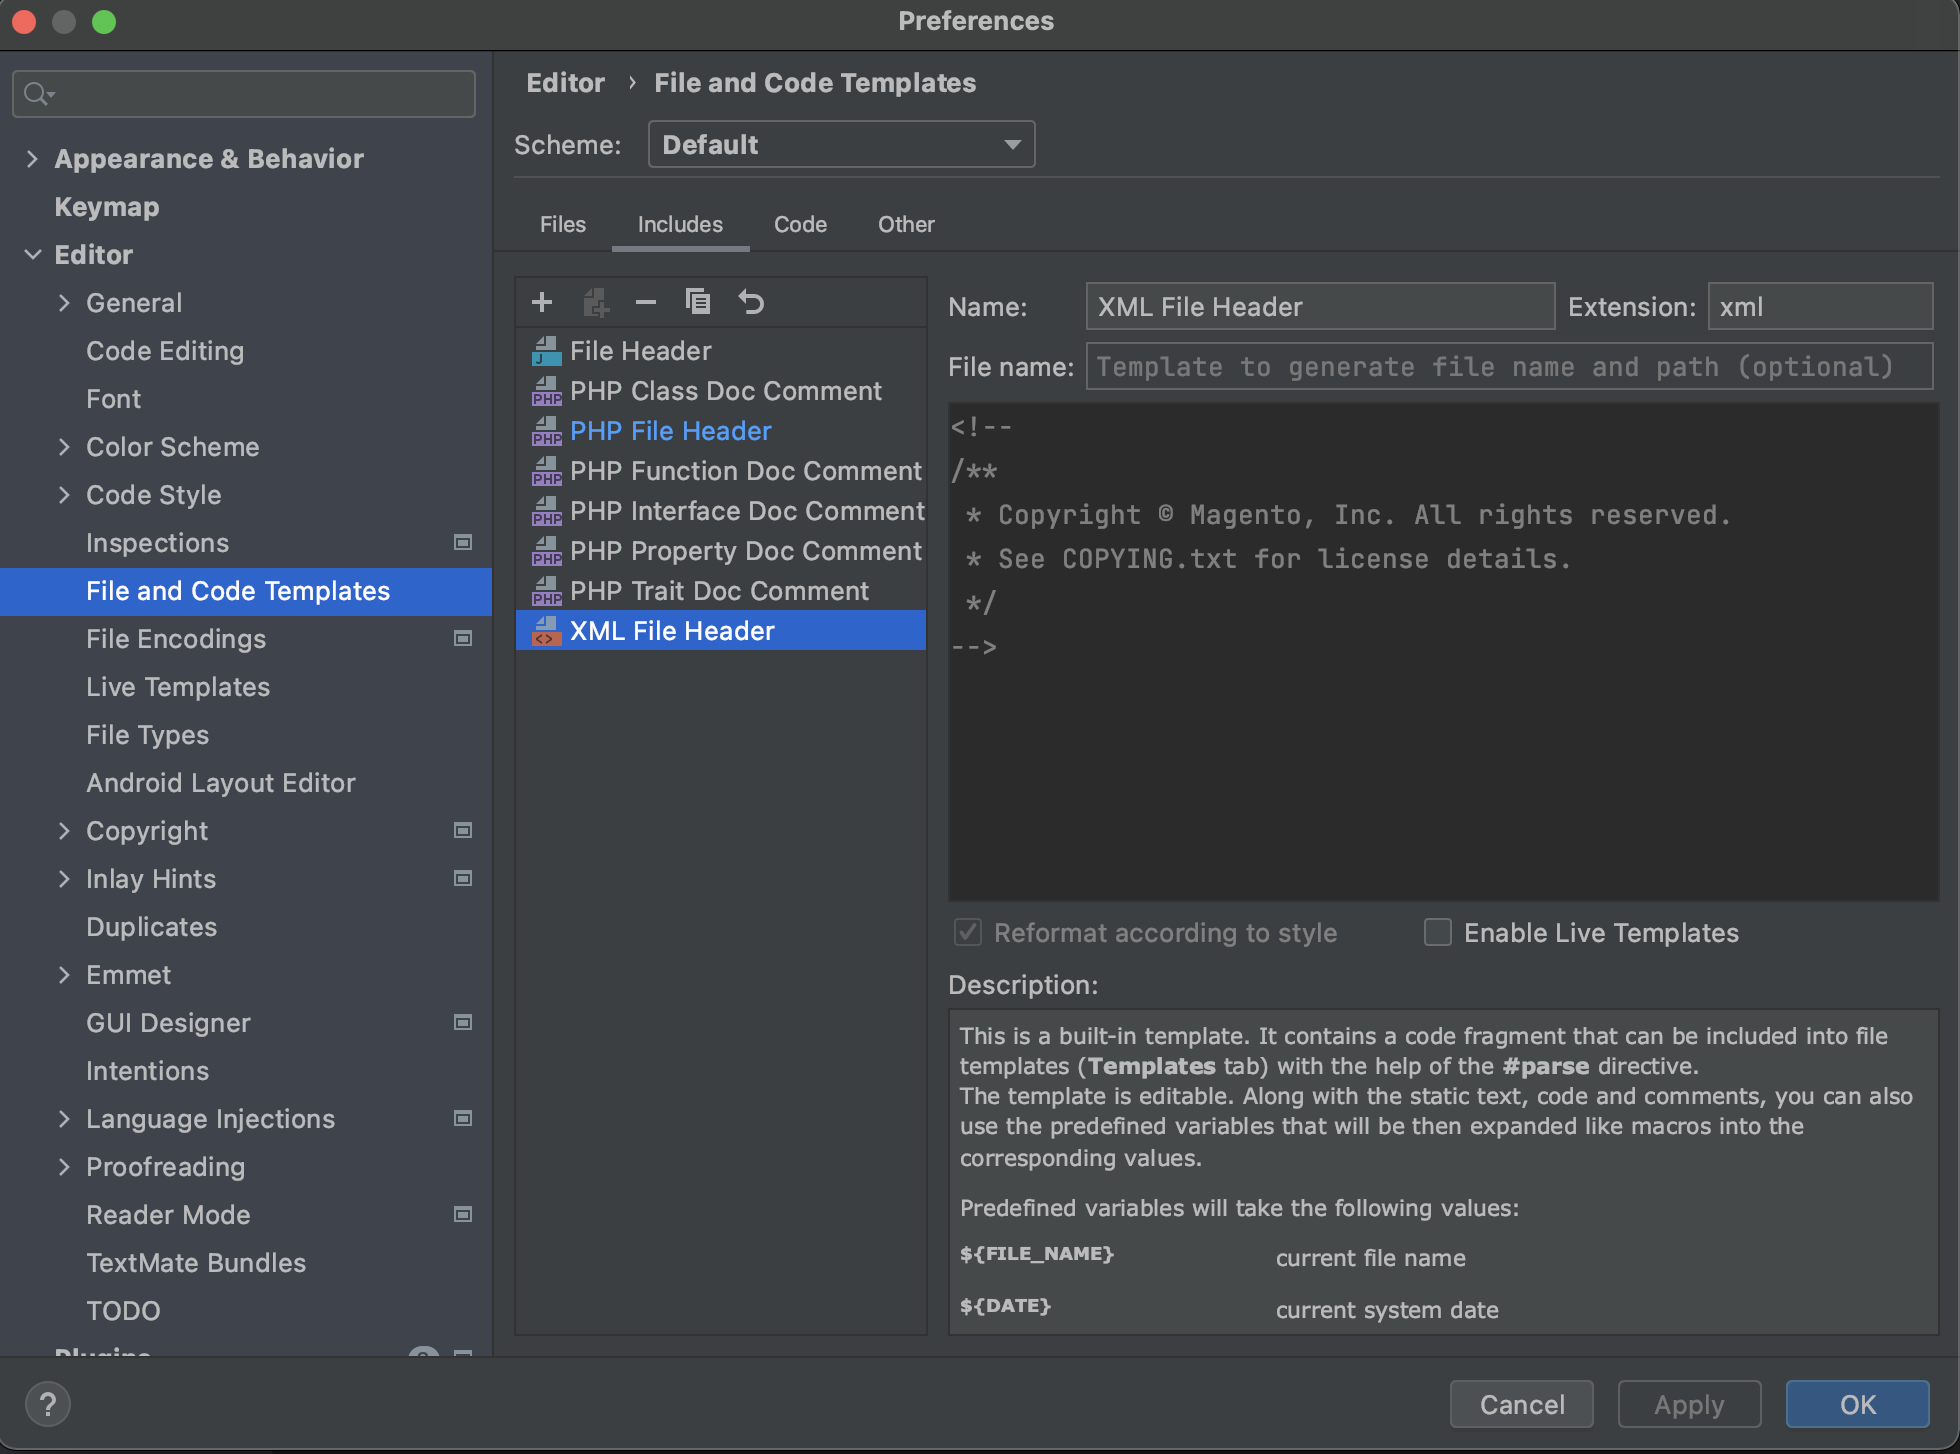 Preferences
Appearance & Behavior
Keymap
Editor
General
Code Editing
Font
Color Scheme
Code Style
Inspections
File and Code Templates
File Encodings
Live Templates
File Types
Android Layout Editor
Copyright
Inlay Hints
Duplicates
Emmet
GUI Designer
Intentions
Language Injections
Proofreading
Reader Mode
TextMate Bundles
TODO
Plugins
Editor › File and Code Templates
Scheme: Default
Files Includes Code Other
File Header
PHP Class Doc Comment
PHP File Header
PHP Function Doc Comment
PHP Interface Doc Comment
PHP Property Doc Comment
PHP Trait Doc Comment
XML File Header
Name: XML File Header Extension: xml
File name: Template to generate file name and path (optional)
<!--
/**
 * Copyright © Magento, Inc. All rights reserved.
 * See COPYING.txt for license details.
 */
-->
Reformat according to style Enable Live Templates
Description:
This is a built-in template. It contains a code fragment that can be included into file
templates (Templates tab) with the help of the #parse directive.
The template is editable. Along with the static text, code and comments, you can also
use the predefined variables that will be then expanded like macros into the
corresponding values.
Predefined variables will take the following values:
${FILE_NAME} current file name
${DATE} current system date
? Cancel Apply OK